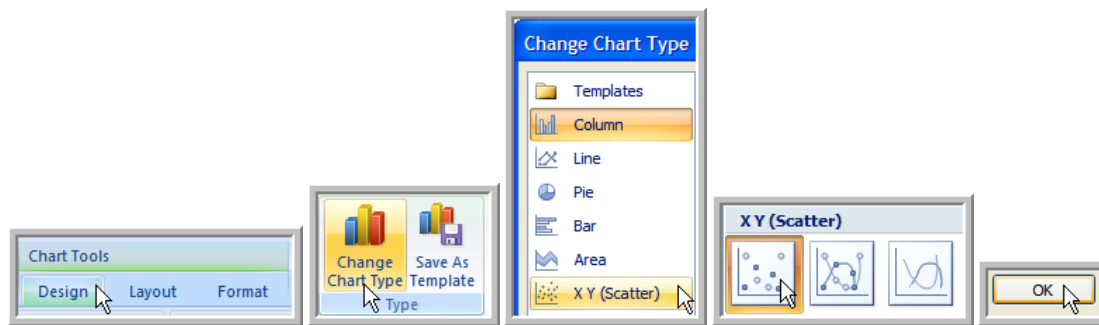 Chart Tools
Design Layout Format
Change Chart Type
Save As Template
Type
Change Chart Type
Templates
Column
Line
Pie
Bar
Area
X Y (Scatter)
X Y (Scatter)
OK